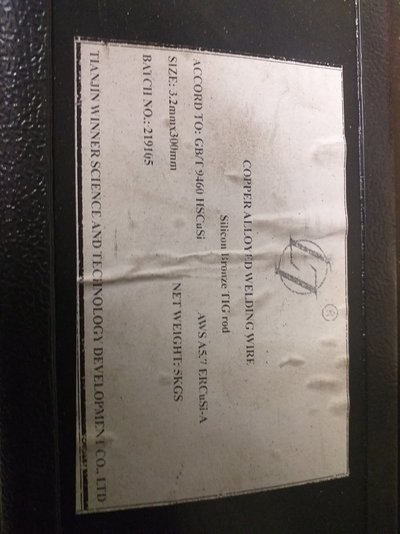 ®
COPPER ALLOYED WELDING WIRE
Silicon Bronze TIG rod
ACCORD TO: GB/T 9460 HSCuSi AWS A5.7 ERCuSi-A
SIZE: 3.2mmx300mm NET WEIGHT: 5KGS
BATCH NO.: 219105
TIANJIN WINNER SCIENCE AND TECHNOLOGY DEVELOPMENT CO., LTD